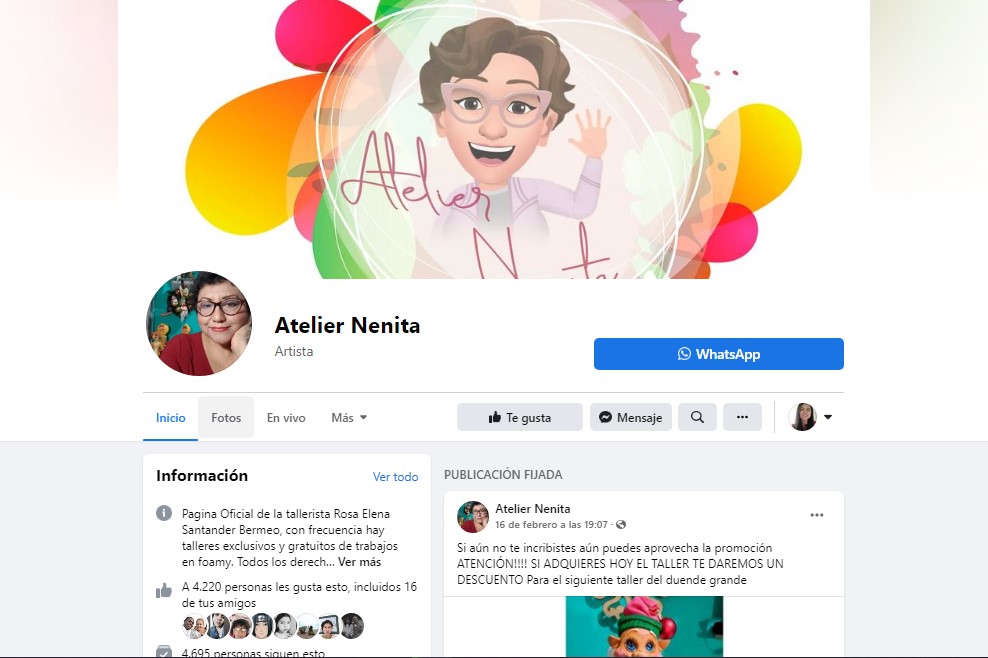 Atelier
Nenita
Atelier Nenita
Artista
WhatsApp
Inicio
Fotos
En vivo
Más
Te gusta
Mensaje
Información
Ver todo
Pagina Oficial de la tallerista Rosa Elena
Santander Bermeo, con frecuencia hay
talleres exclusivos y gratuitos de trabajos
en foamy. Todos los derech... Ver más
A 4.220 personas les gusta esto, incluidos 16
de tus amigos
4.695 personas siguen esto
PUBLICACIÓN FIJADA
Atelier Nenita
16 de febrero a las 19:07 ·
Si aún no te incribistes aún puedes aprovecha la promoción
ATENCIÓN!!!! SI ADQUIERES HOY EL TALLER TE DAREMOS UN
DESCUENTO Para el siguiente taller del duende grande